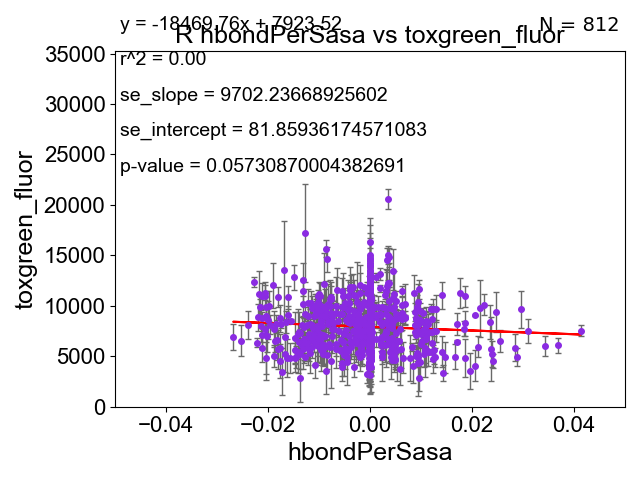 y = -18469.76x + 7923.52
N = 812
R hbondPerSasa vs toxgreen_fluor
r^2 = 0.00
se_slope = 9702.23668925602
se_intercept = 81.85936174571083
p-value = 0.05730870004382691
toxgreen_fluor
35000
30000
25000
20000
15000
10000
5000
0
−0.04
−0.02
0.00
0.02
0.04
hbondPerSasa